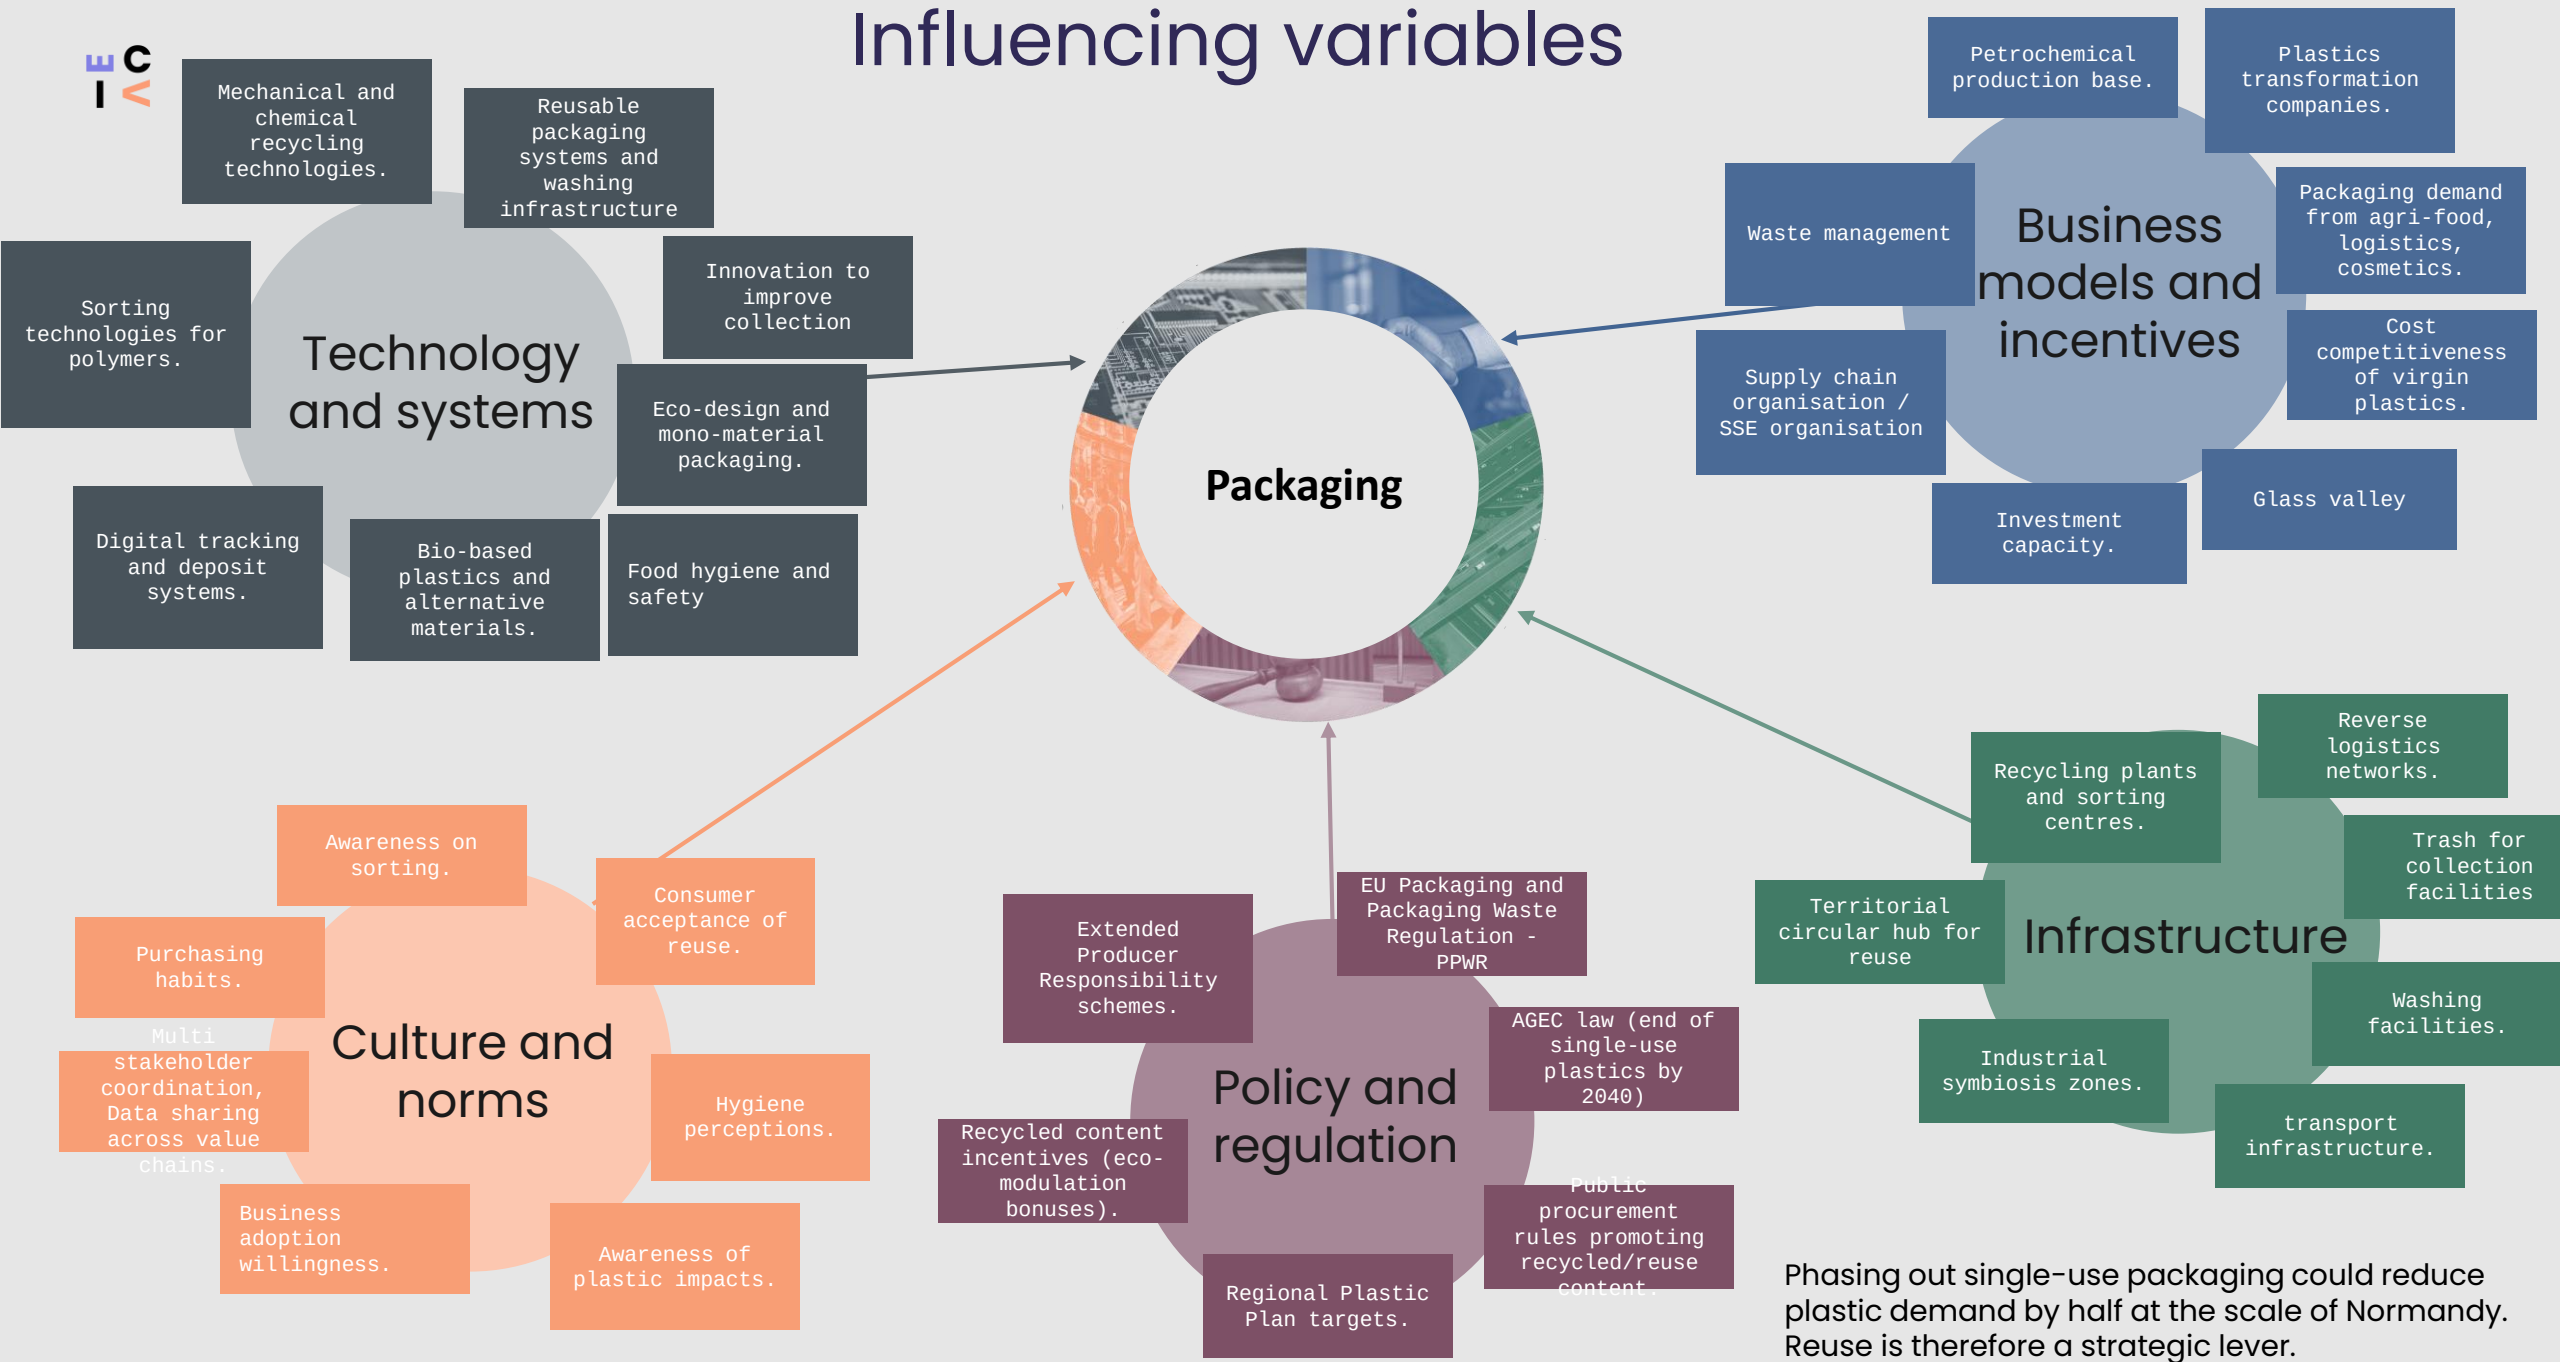 Influencing variables
E C
I V
Mechanical and
chemical
recycling
technologies.
Reusable
packaging
systems and
washing
infrastructure
Innovation to
improve
collection
Sorting
technologies for
polymers.
Technology
and systems
Eco-design and
mono-material
packaging.
Digital tracking
and deposit
systems.
Bio-based
plastics and
alternative
materials.
Food hygiene and
safety
Packaging
Petrochemical
production base.
Plastics
transformation
companies.
Waste management
Business
models and
incentives
Packaging demand
from agri-food,
logistics,
cosmetics.
Cost
competitiveness
of virgin
plastics.
Supply chain
organisation /
SSE organisation
Investment
capacity.
Glass valley
Awareness on
sorting.
Consumer
acceptance of
reuse.
Purchasing
habits.
Multi
stakeholder
coordination,
Data sharing
across value
chains.
Culture and
norms
Hygiene
perceptions.
Business
adoption
willingness.
Awareness of
plastic impacts.
Extended
Producer
Responsibility
schemes.
EU Packaging and
Packaging Waste
Regulation -
PPWR
AGEC law (end of
single-use
plastics by
2040)
Policy and
regulation
Recycled content
incentives (eco-
modulation
bonuses).
Public
procurement
rules promoting
recycled/reuse
content.
Regional Plastic
Plan targets.
Reverse
logistics
networks.
Recycling plants
and sorting
centres.
Trash for
collection
facilities
Territorial
circular hub for
reuse
Infrastructure
Washing
facilities.
Industrial
symbiosis zones.
transport
infrastructure.
Phasing out single-use packaging could reduce
plastic demand by half at the scale of Normandy.
Reuse is therefore a strategic lever.